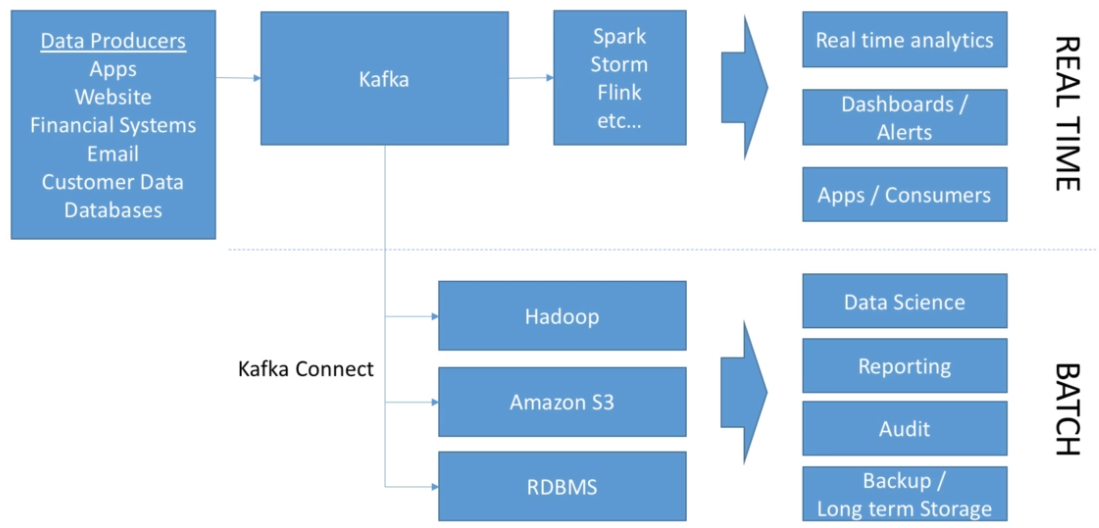 Data Producers
Apps
Website
Financial Systems
Email
Customer Data
Databases
Kafka
Spark
Storm
Flink
etc...
Real time analytics
Dashboards /
Alerts
Apps / Consumers
REAL TIME
Kafka Connect
Hadoop
Amazon S3
RDBMS
Data Science
Reporting
Audit
Backup /
Long term Storage
BATCH